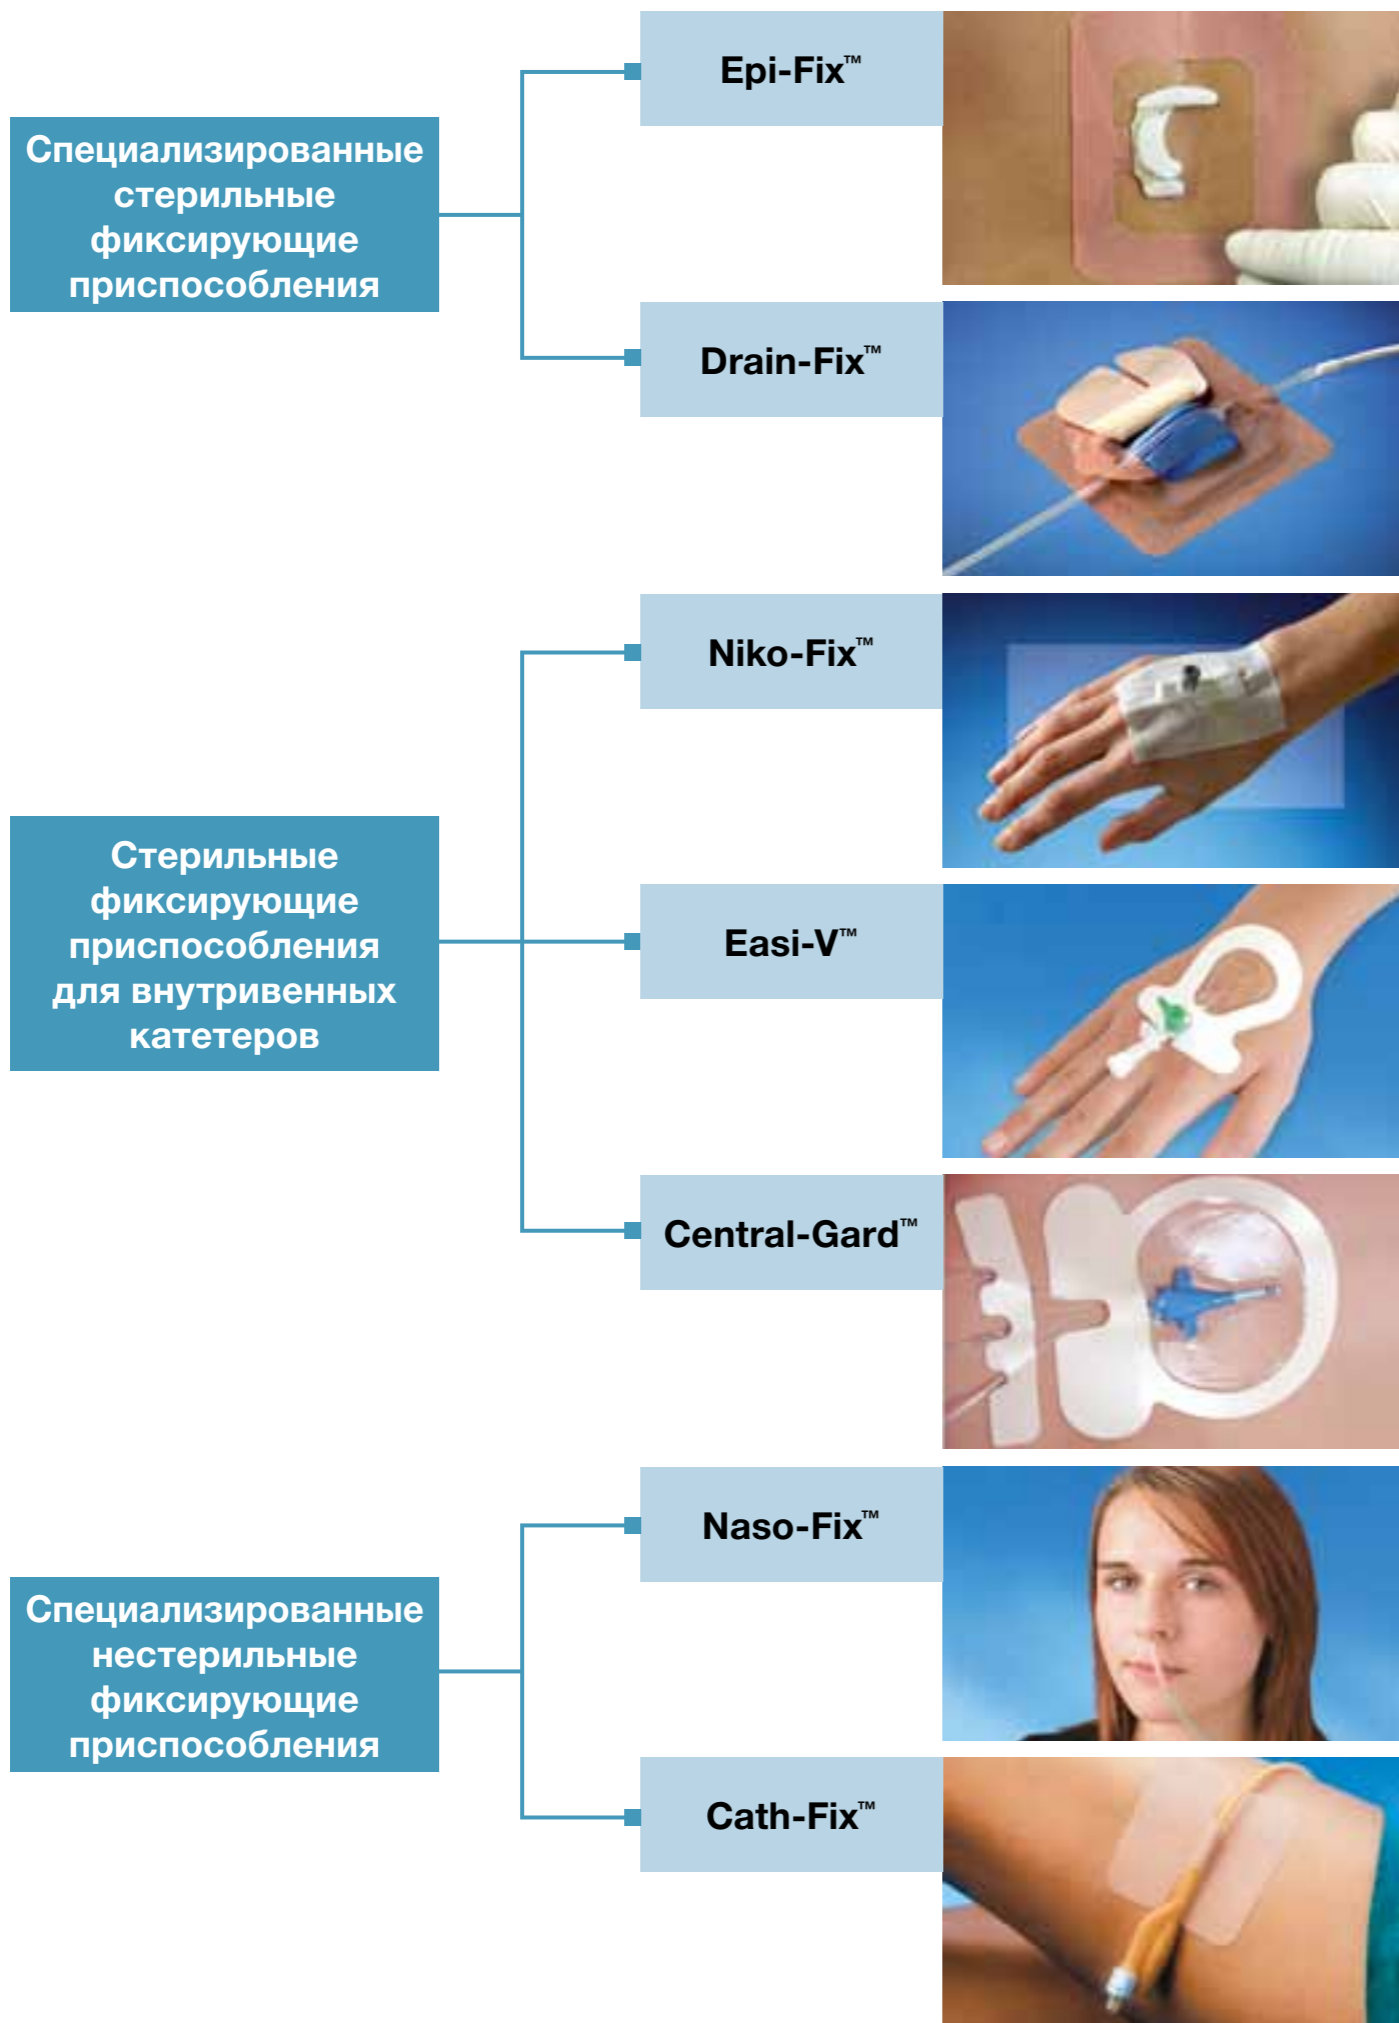 Специализированные
стерильные
фиксирующие
приспособления
Epi-Fix™
Drain-Fix™
Стерильные
фиксирующие
приспособления
для внутривенных
катетеров
Niko-Fix™
Easi-V™
Central-Gard™
Специализированные
нестерильные
фиксирующие
приспособления
Naso-Fix™
Cath-Fix™